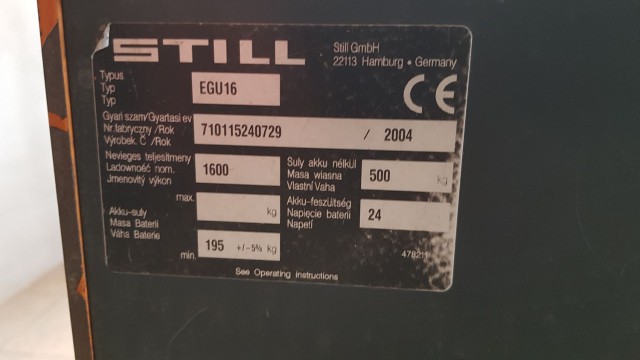 STILL
Still GmbH
22113 Hamburg • Germany
Typus
Typ
Typ
EGU16
CE
Gyari szam/Gyartasi ev
Nr.fabryczny /Rok
Výrobek. Č /Rok
710115240729 / 2004
Nevleges teljesitmeny
Ladowność nom.
Jmenovitý výkon
1600
Suly akku nélkül
Masa wlasna
Vlastní Vaha
500 kg
max.
kg
Akku-suly
Masa Baterii
Váha Baterie
min.
195 +/-5% kg
Akku-feszültség
Napięcie baterii
Napetí
24
See Operating Instructions